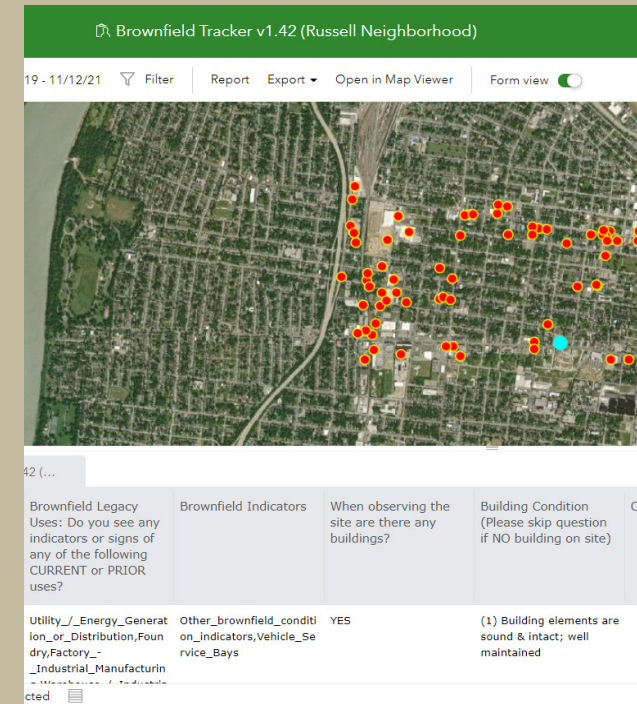 Brownfield Tracker v1.42 (Russell Neighborhood)
19 - 11/12/21 Filter Report Export Open in Map Viewer Form view
42 (...
Brownfield Legacy
Uses: Do you see any
indicators or signs of
any of the following
CURRENT or PRIOR
uses?
Brownfield Indicators
When observing the
site are there any
buildings?
Building Condition
(Please skip question
if NO building on site)
Utility_/_Energy_Generat
ion_or_Distribution,Foun
dry,Factory_-
_Industrial_Manufacturin
Other_brownfield_conditi
on_indicators,Vehicle_Se
rvice_Bays
YES
(1) Building elements are
sound & intact; well
maintained
cted